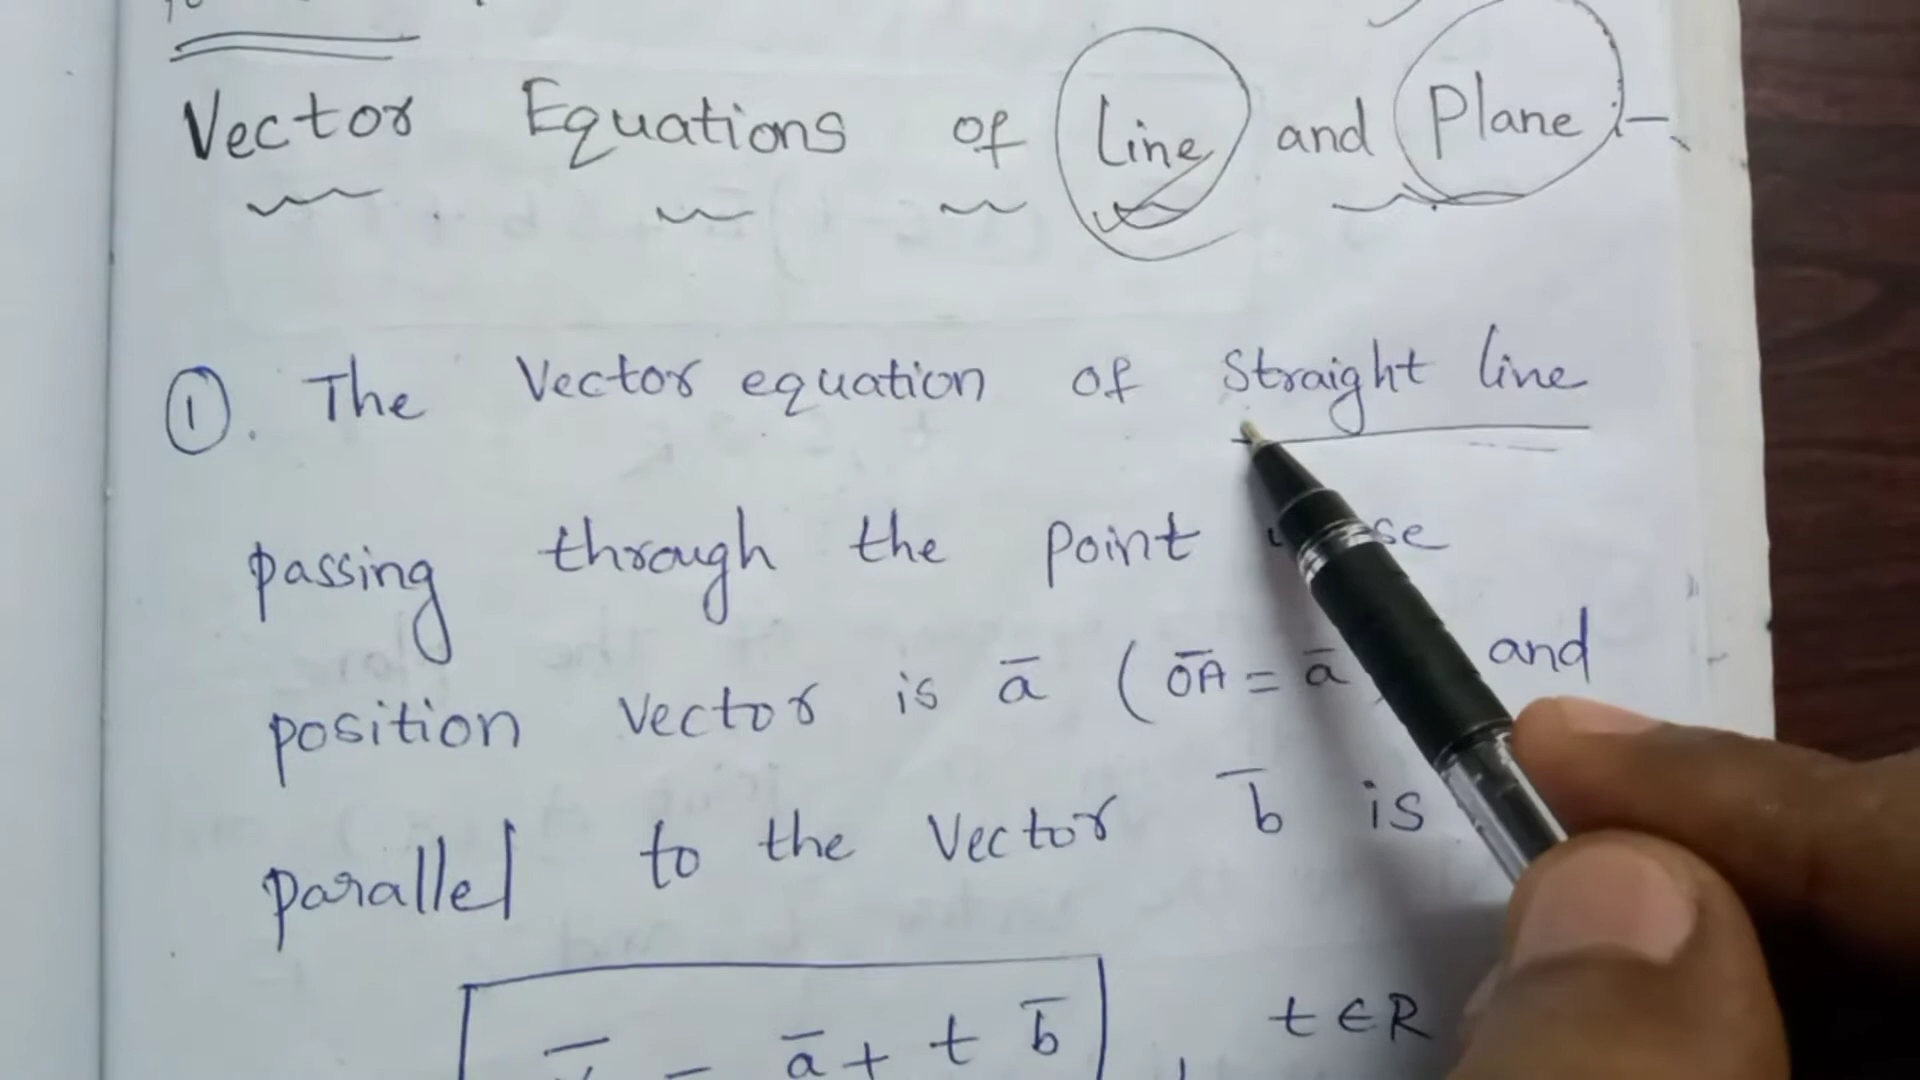 Vector Equations of line and Plane :-
①. The Vector equation of straight line
passing through the point
position vector is a̅ ( O̅A̅ = a̅ ) and
parallel to the vector b̅ is
= a̅ + t b̅ , t ∈ R